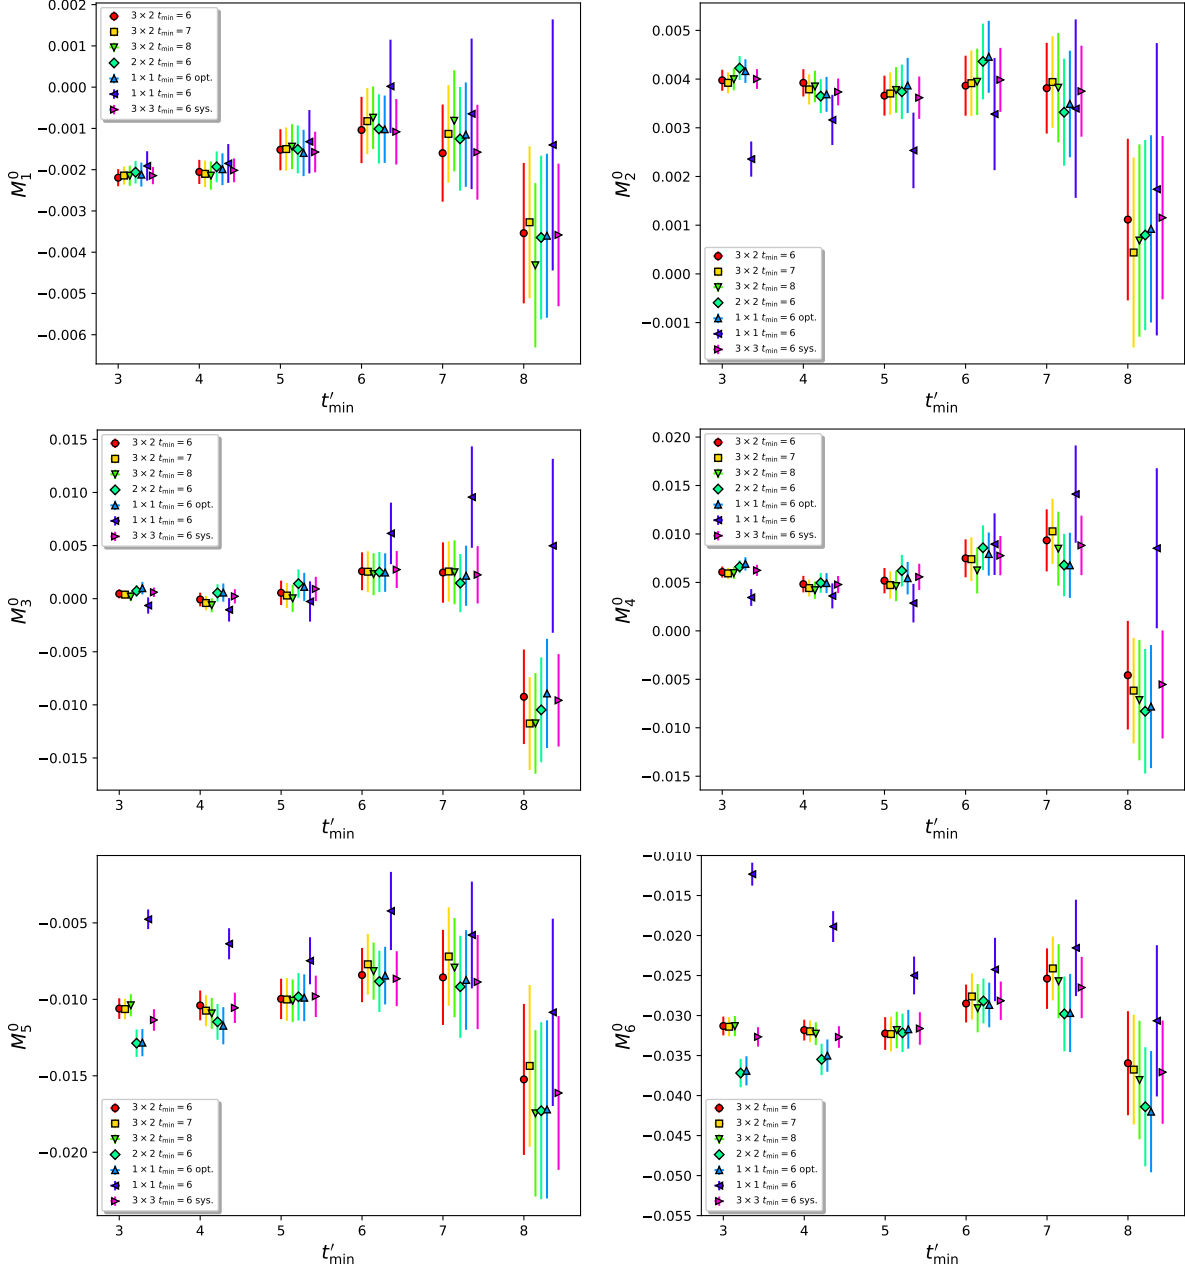 0.002
0.001
0.000
−0.001
−0.002
−0.003
−0.004
−0.005
−0.006
M₁⁰
3 × 2 t_min = 6
3 × 2 t_min = 7
3 × 2 t_min = 8
2 × 2 t_min = 6
1 × 1 t_min = 6 opt.
1 × 1 t_min = 6
3 × 3 t_min = 6 sys.
3 4 5 6 7 8
t′_min
0.005
0.004
0.003
0.002
0.001
0.000
−0.001
M₂⁰
3 × 2 t_min = 6
3 × 2 t_min = 7
3 × 2 t_min = 8
2 × 2 t_min = 6
1 × 1 t_min = 6 opt.
1 × 1 t_min = 6
3 × 3 t_min = 6 sys.
3 4 5 6 7 8
t′_min
0.015
0.010
0.005
0.000
−0.005
−0.010
−0.015
M₃⁰
3 × 2 t_min = 6
3 × 2 t_min = 7
3 × 2 t_min = 8
2 × 2 t_min = 6
1 × 1 t_min = 6 opt.
1 × 1 t_min = 6
3 × 3 t_min = 6 sys.
3 4 5 6 7 8
t′_min
0.020
0.015
0.010
0.005
0.000
−0.005
−0.010
−0.015
M₄⁰
3 × 2 t_min = 6
3 × 2 t_min = 7
3 × 2 t_min = 8
2 × 2 t_min = 6
1 × 1 t_min = 6 opt.
1 × 1 t_min = 6
3 × 3 t_min = 6 sys.
3 4 5 6 7 8
t′_min
−0.005
−0.010
−0.015
−0.020
M₅⁰
3 × 2 t_min = 6
3 × 2 t_min = 7
3 × 2 t_min = 8
2 × 2 t_min = 6
1 × 1 t_min = 6 opt.
1 × 1 t_min = 6
3 × 3 t_min = 6 sys.
3 4 5 6 7 8
t′_min
−0.010
−0.015
−0.020
−0.025
−0.030
−0.035
−0.040
−0.045
−0.050
−0.055
M₆⁰
3 × 2 t_min = 6
3 × 2 t_min = 7
3 × 2 t_min = 8
2 × 2 t_min = 6
1 × 1 t_min = 6 opt.
1 × 1 t_min = 6
3 × 3 t_min = 6 sys.
3 4 5 6 7 8
t′_min